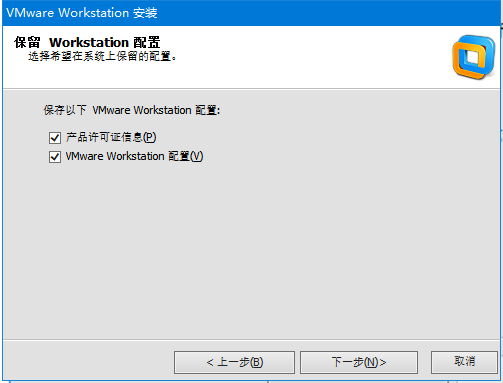 VMware Workstation 安装
保留 Workstation 配置
选择希望在系统上保留的配置。
保存以下 VMware Workstation 配置:
产品许可证信息(P)
VMware Workstation 配置(V)
< 上一步(B)
下一步(N)>
取消